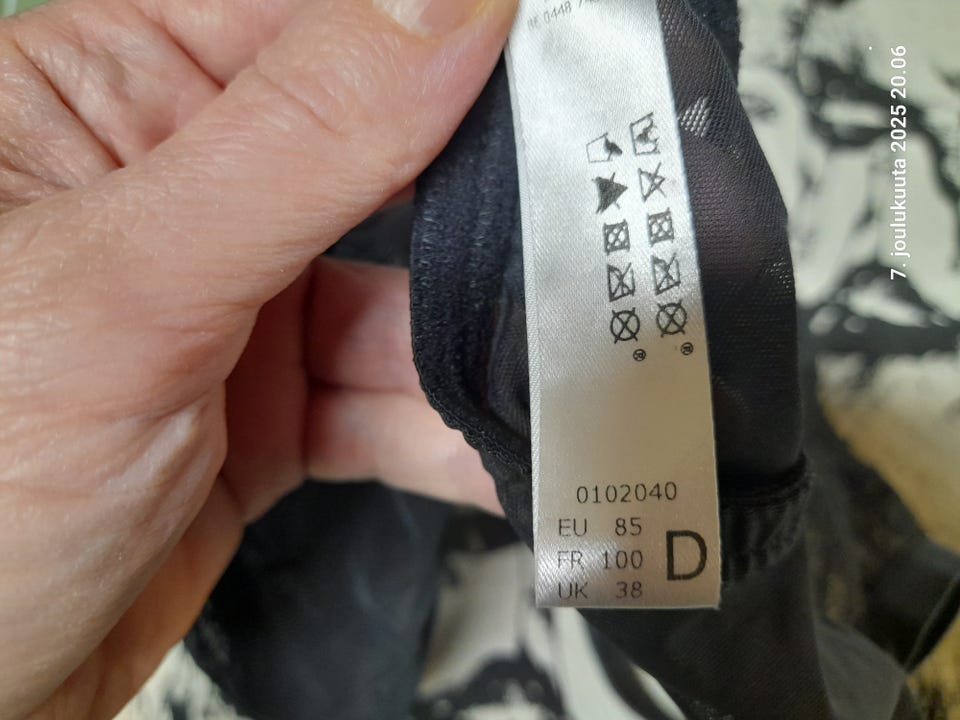 0102040
EU 85
FR 100 D
UK 38
7. joulukuuta 2025 20.06